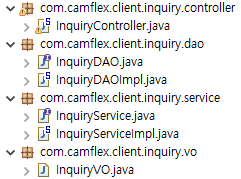 com.camflex.client.inquiry.controller
InquiryController.java
com.camflex.client.inquiry.dao
InquiryDAO.java
InquiryDAOImpl.java
com.camflex.client.inquiry.service
InquiryService.java
InquiryServiceImpl.java
com.camflex.client.inquiry.vo
InquiryVO.java